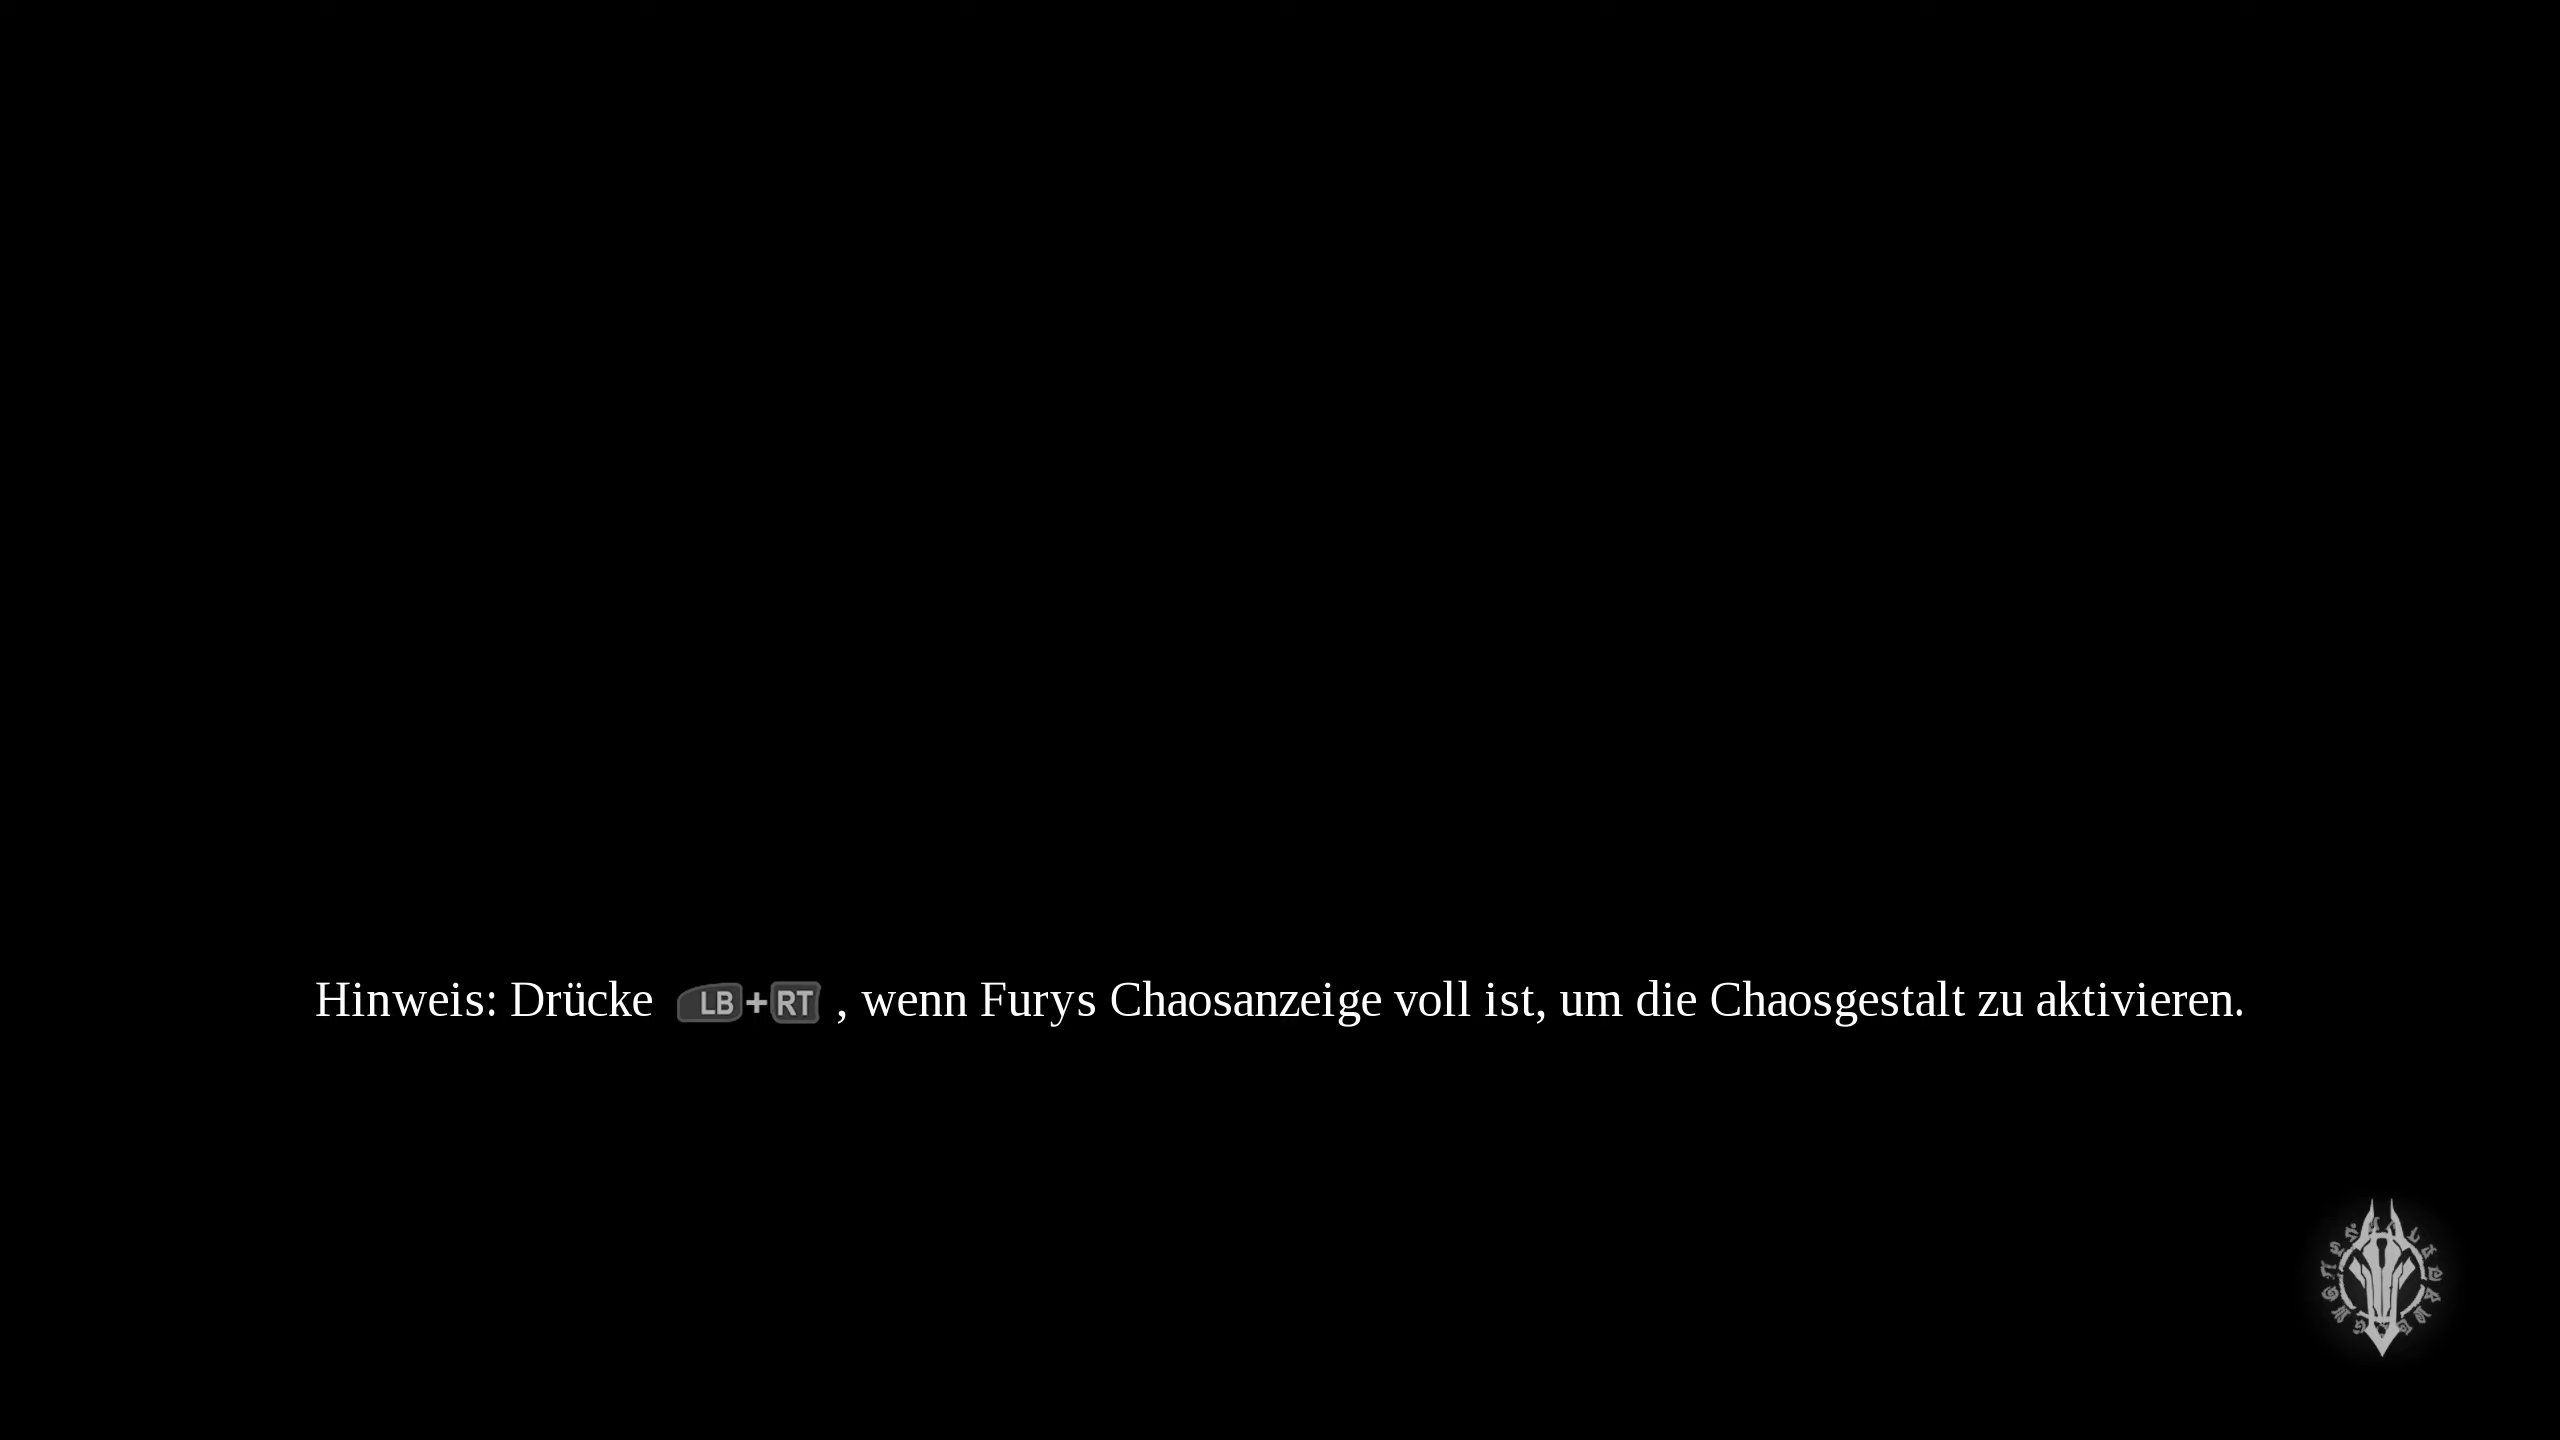 Hinweis: Drücke LB+RT , wenn Furys Chaosanzeige voll ist, um die Chaosgestalt zu aktivieren.